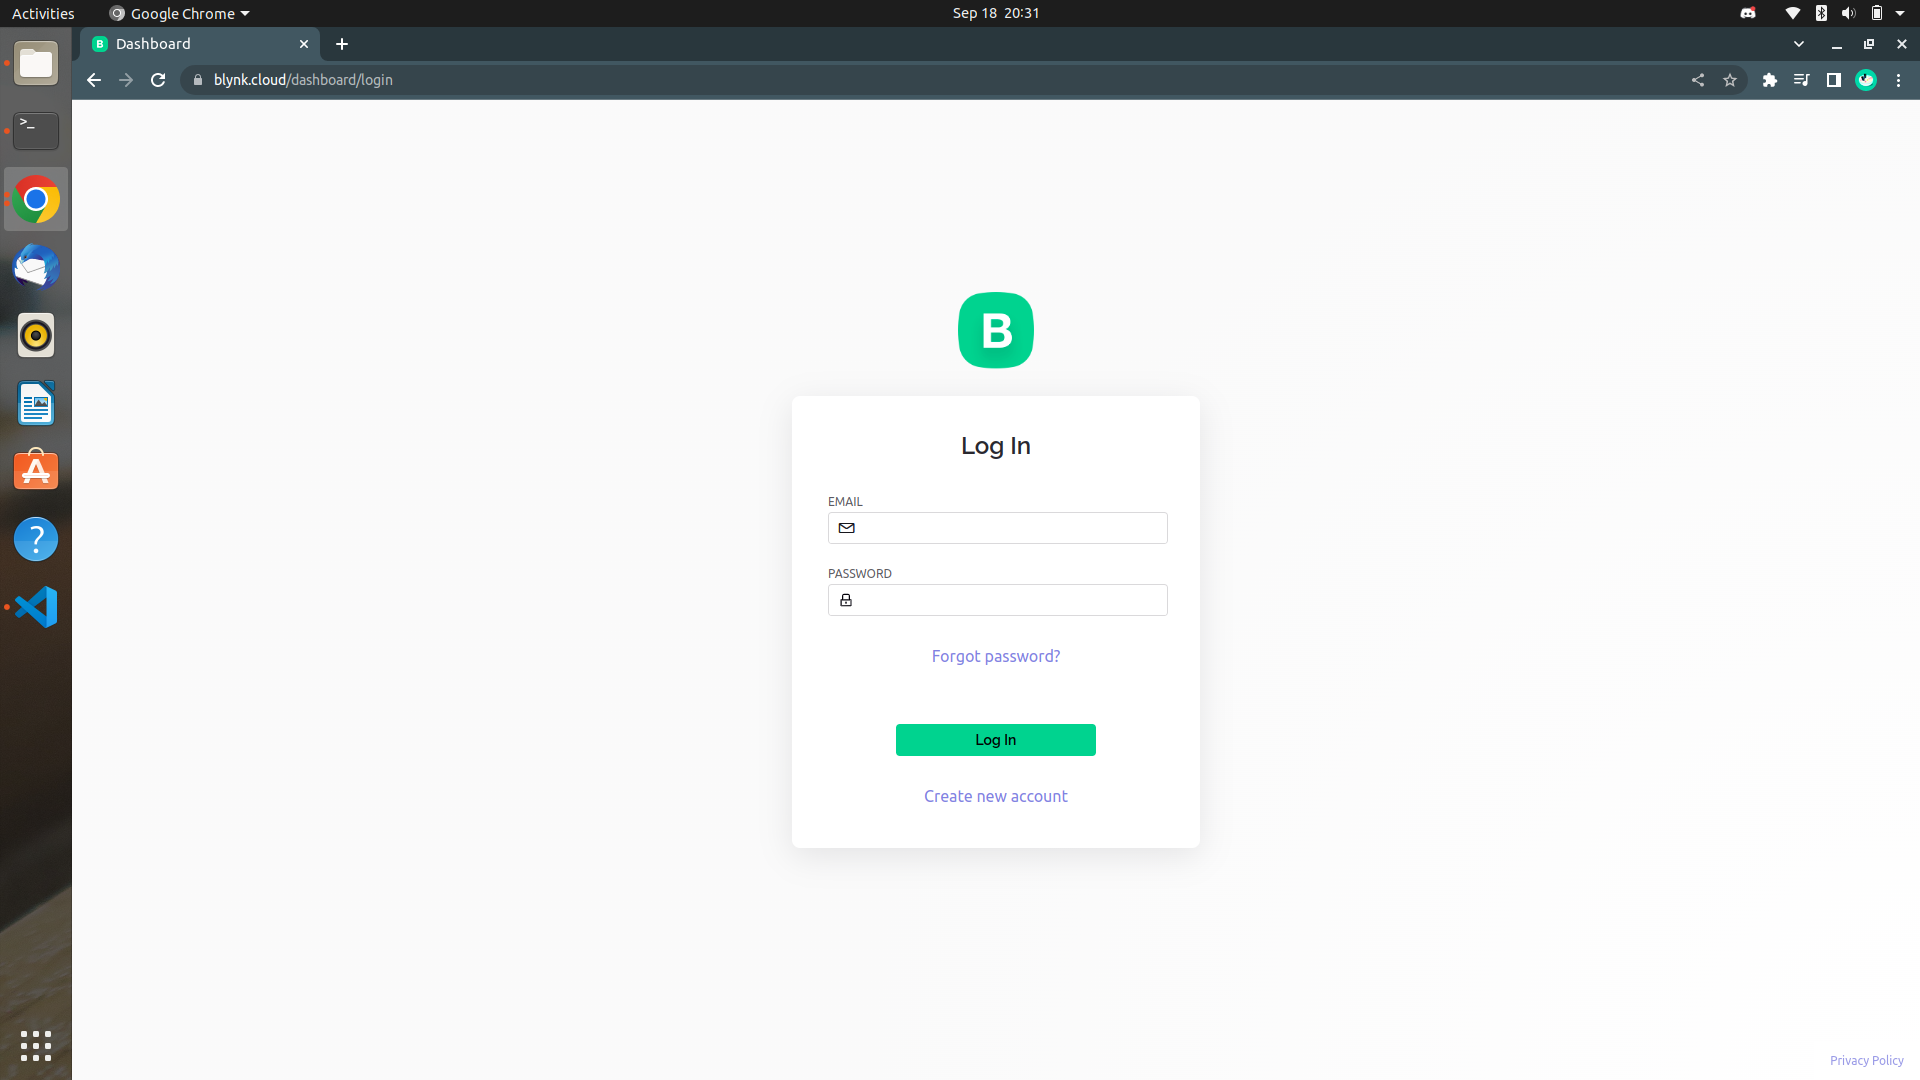 Activities
Google Chrome
Sep 18 20:31
Dashboard
blynk.cloud/dashboard/login
B
Log In
EMAIL
PASSWORD
Forgot password?
Log In
Create new account
Privacy Policy